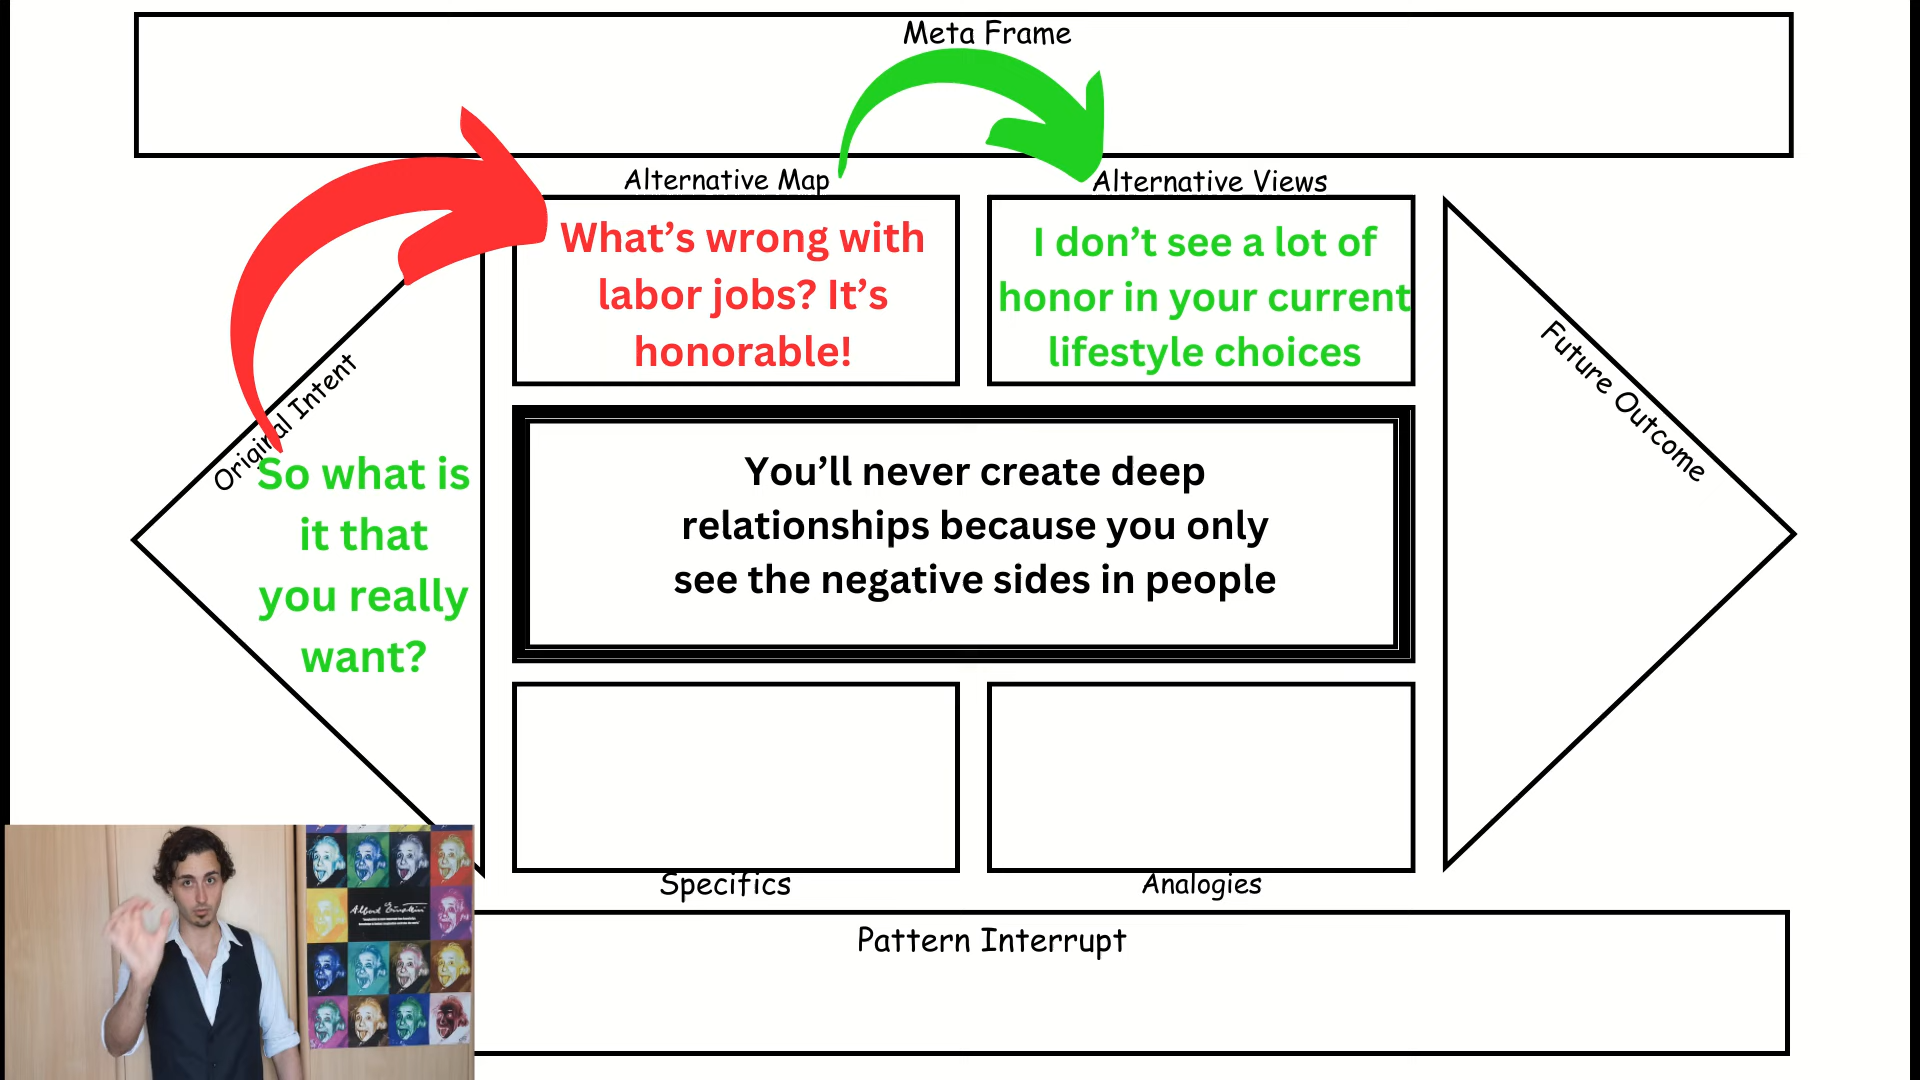 Meta Frame
Alternative Map
Alternative Views
What’s wrong with
labor jobs? It’s
honorable!
I don’t see a lot of
honor in your current
lifestyle choices
Original Intent
So what is
it that
you really
want?
You’ll never create deep
relationships because you only
see the negative sides in people
Future Outcome
Specifics
Analogies
Pattern Interrupt
Albert Einstein